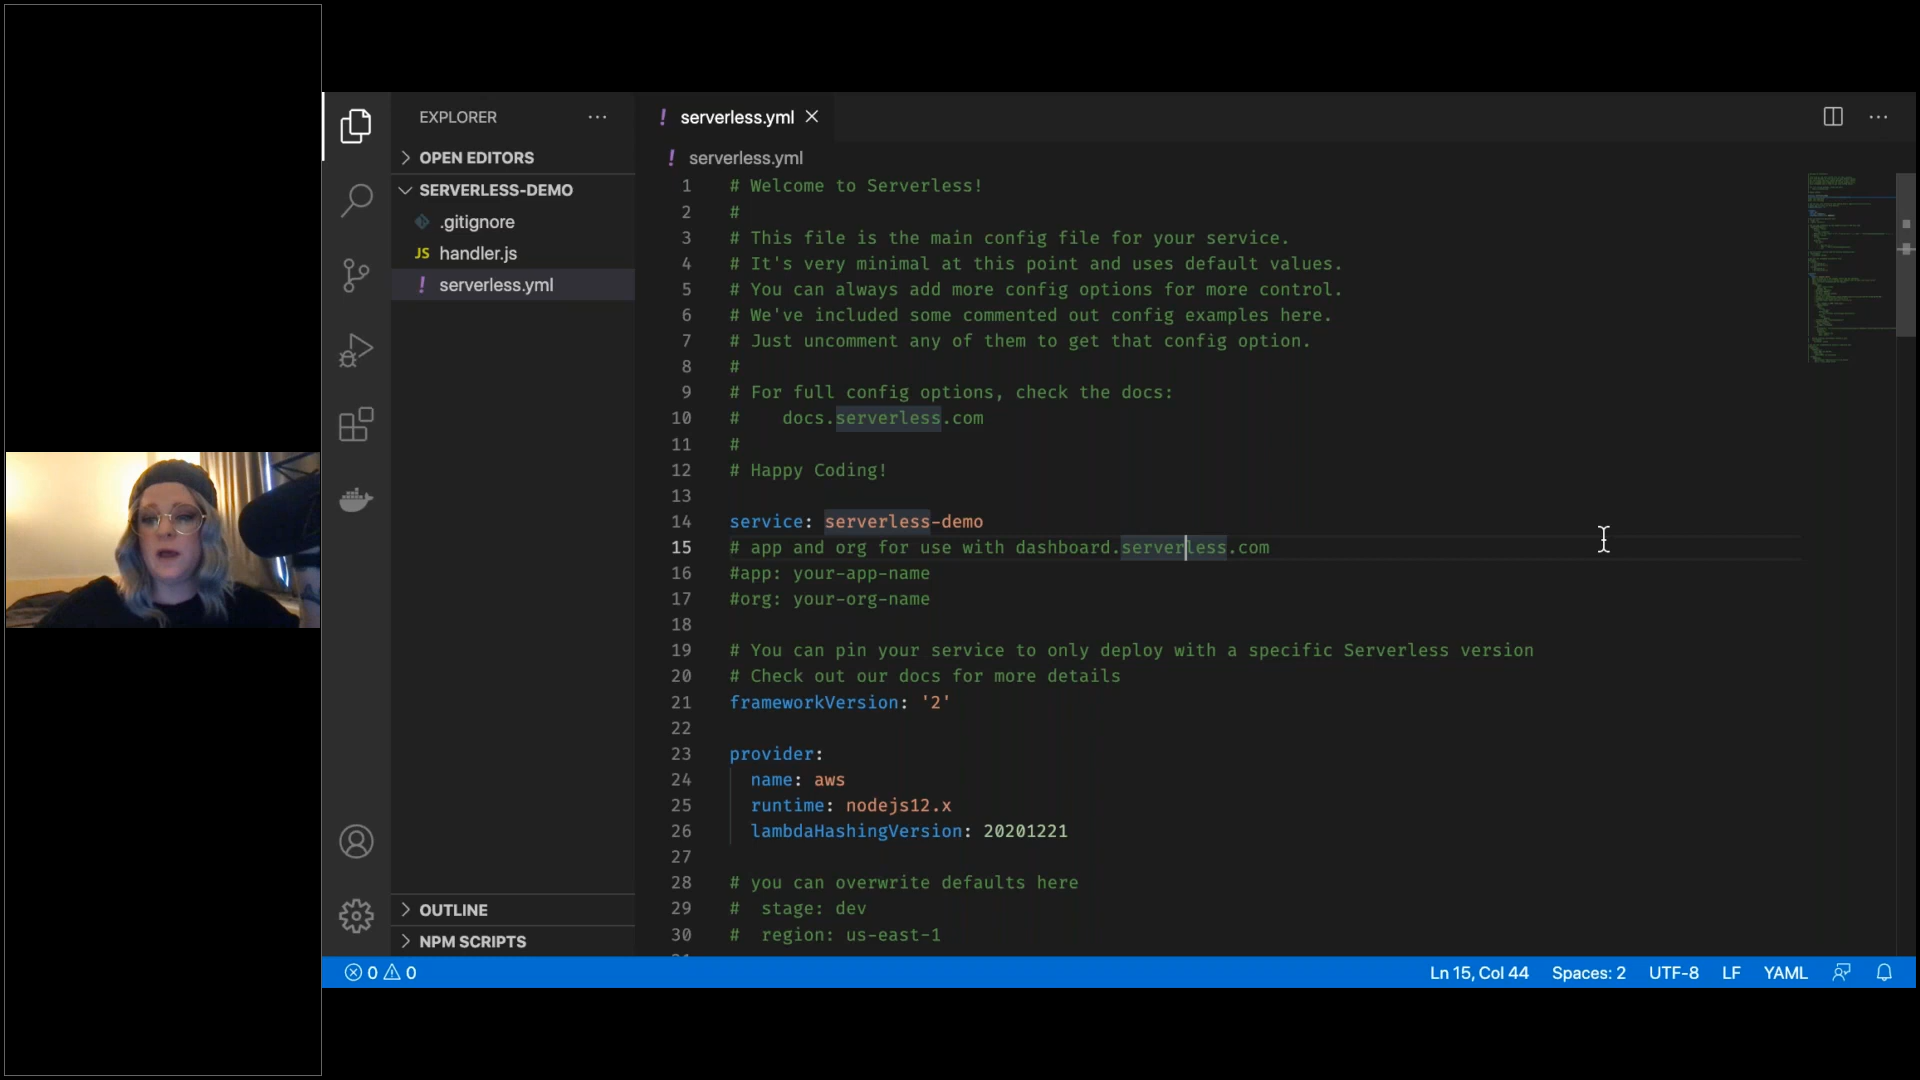 EXPLORER
OPEN EDITORS
SERVERLESS-DEMO
.gitignore
JS handler.js
! serverless.yml
OUTLINE
NPM SCRIPTS
! serverless.yml
! serverless.yml
1 # Welcome to Serverless!
2 #
3 # This file is the main config file for your service.
4 # It's very minimal at this point and uses default values.
5 # You can always add more config options for more control.
6 # We've included some commented out config examples here.
7 # Just uncomment any of them to get that config option.
8 #
9 # For full config options, check the docs:
10 #    docs.serverless.com
11 #
12 # Happy Coding!
13
14 service: serverless-demo
15 # app and org for use with dashboard.serverless.com
16 #app: your-app-name
17 #org: your-org-name
18
19 # You can pin your service to only deploy with a specific Serverless version
20 # Check out our docs for more details
21 frameworkVersion: '2'
22
23 provider:
24   name: aws
25   runtime: nodejs12.x
26   lambdaHashingVersion: 20201221
27
28 # you can overwrite defaults here
29 #  stage: dev
30 #  region: us-east-1
0 0 Ln 15, Col 44 Spaces: 2 UTF-8 LF YAML